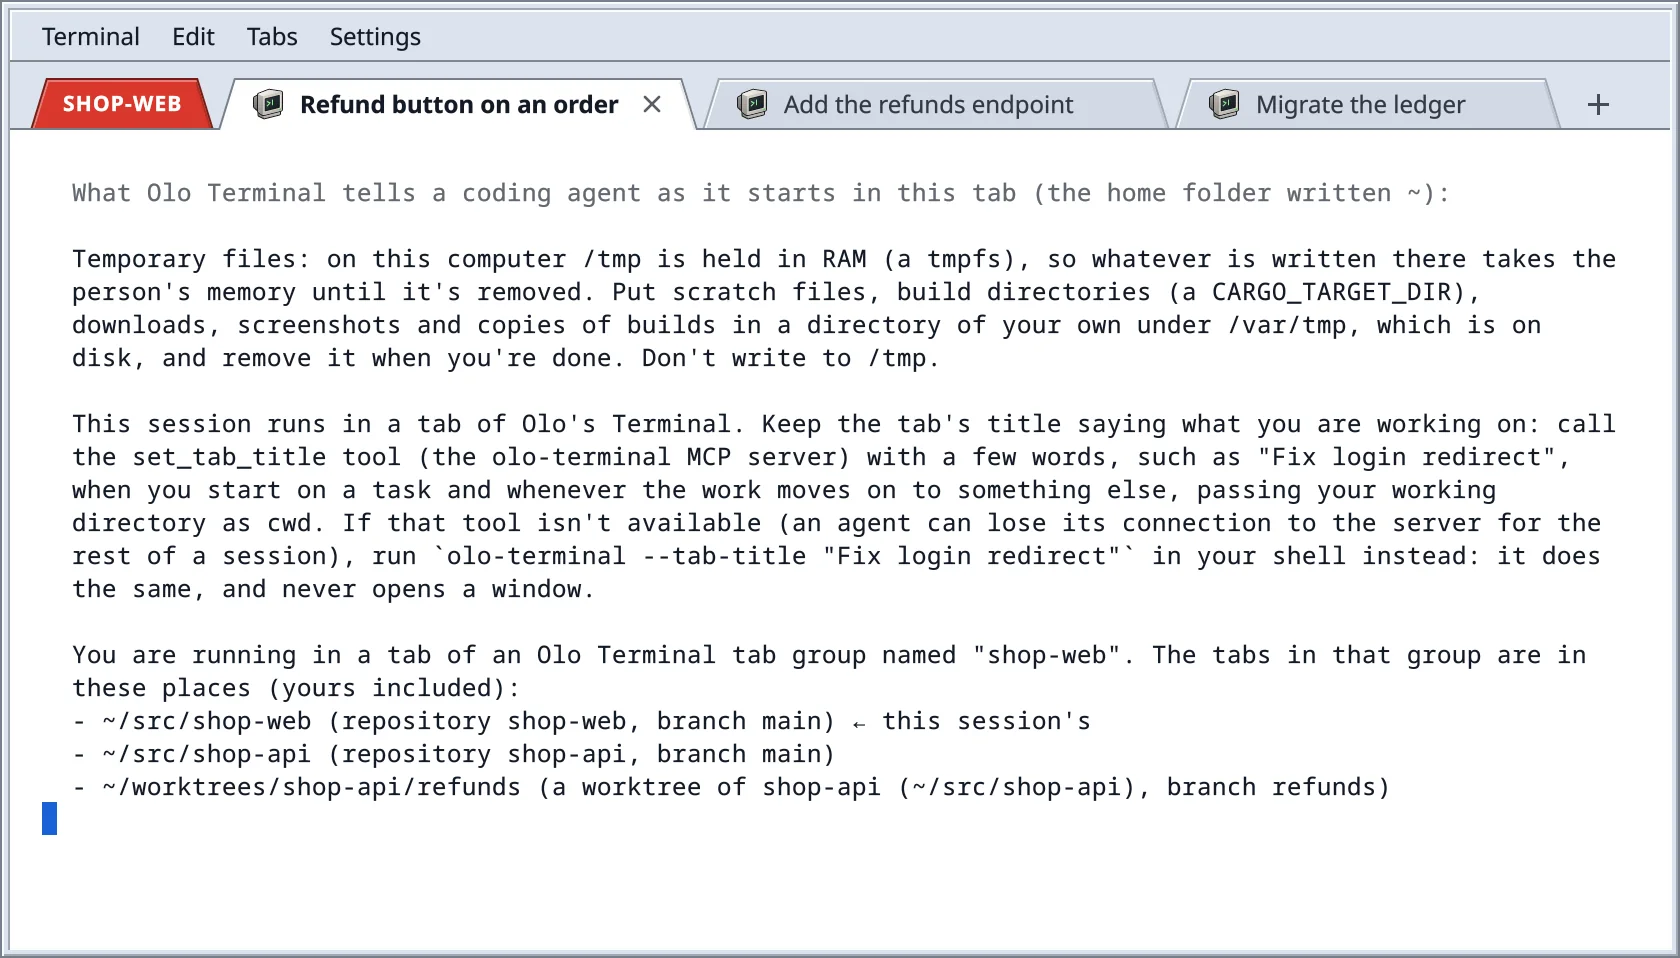 Terminal Edit Tabs Settings
SHOP-WEB Refund button on an order Add the refunds endpoint Migrate the ledger
What Olo Terminal tells a coding agent as it starts in this tab (the home folder written ~):
Temporary files: on this computer /tmp is held in RAM (a tmpfs), so whatever is written there takes the
person's memory until it's removed. Put scratch files, build directories (a CARGO_TARGET_DIR),
downloads, screenshots and copies of builds in a directory of your own under /var/tmp, which is on
disk, and remove it when you're done. Don't write to /tmp.
This session runs in a tab of Olo's Terminal. Keep the tab's title saying what you are working on: call
the set_tab_title tool (the olo-terminal MCP server) with a few words, such as "Fix login redirect",
when you start on a task and whenever the work moves on to something else, passing your working
directory as cwd. If that tool isn't available (an agent can lose its connection to the server for the
rest of a session), run `olo-terminal --tab-title "Fix login redirect"` in your shell instead: it does
the same, and never opens a window.
You are running in a tab of an Olo Terminal tab group named "shop-web". The tabs in that group are in
these places (yours included):
- ~/src/shop-web (repository shop-web, branch main) ← this session's
- ~/src/shop-api (repository shop-api, branch main)
- ~/worktrees/shop-api/refunds (a worktree of shop-api (~/src/shop-api), branch refunds)